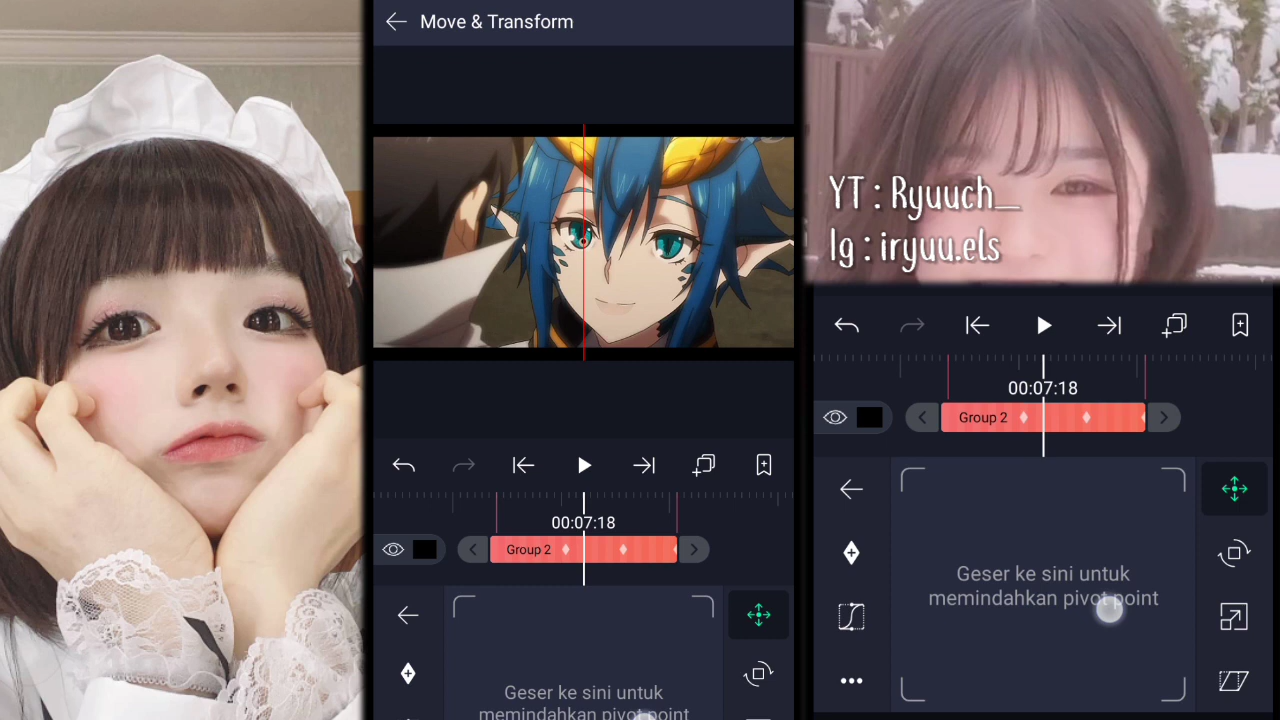 Move & Transform
00:07:18
Group 2
Geser ke sini untuk
memindahkan pivot point
YT : Ryuuch_
Ig : iryuu.els
00:07:18
Group 2
Geser ke sini untuk
memindahkan pivot point